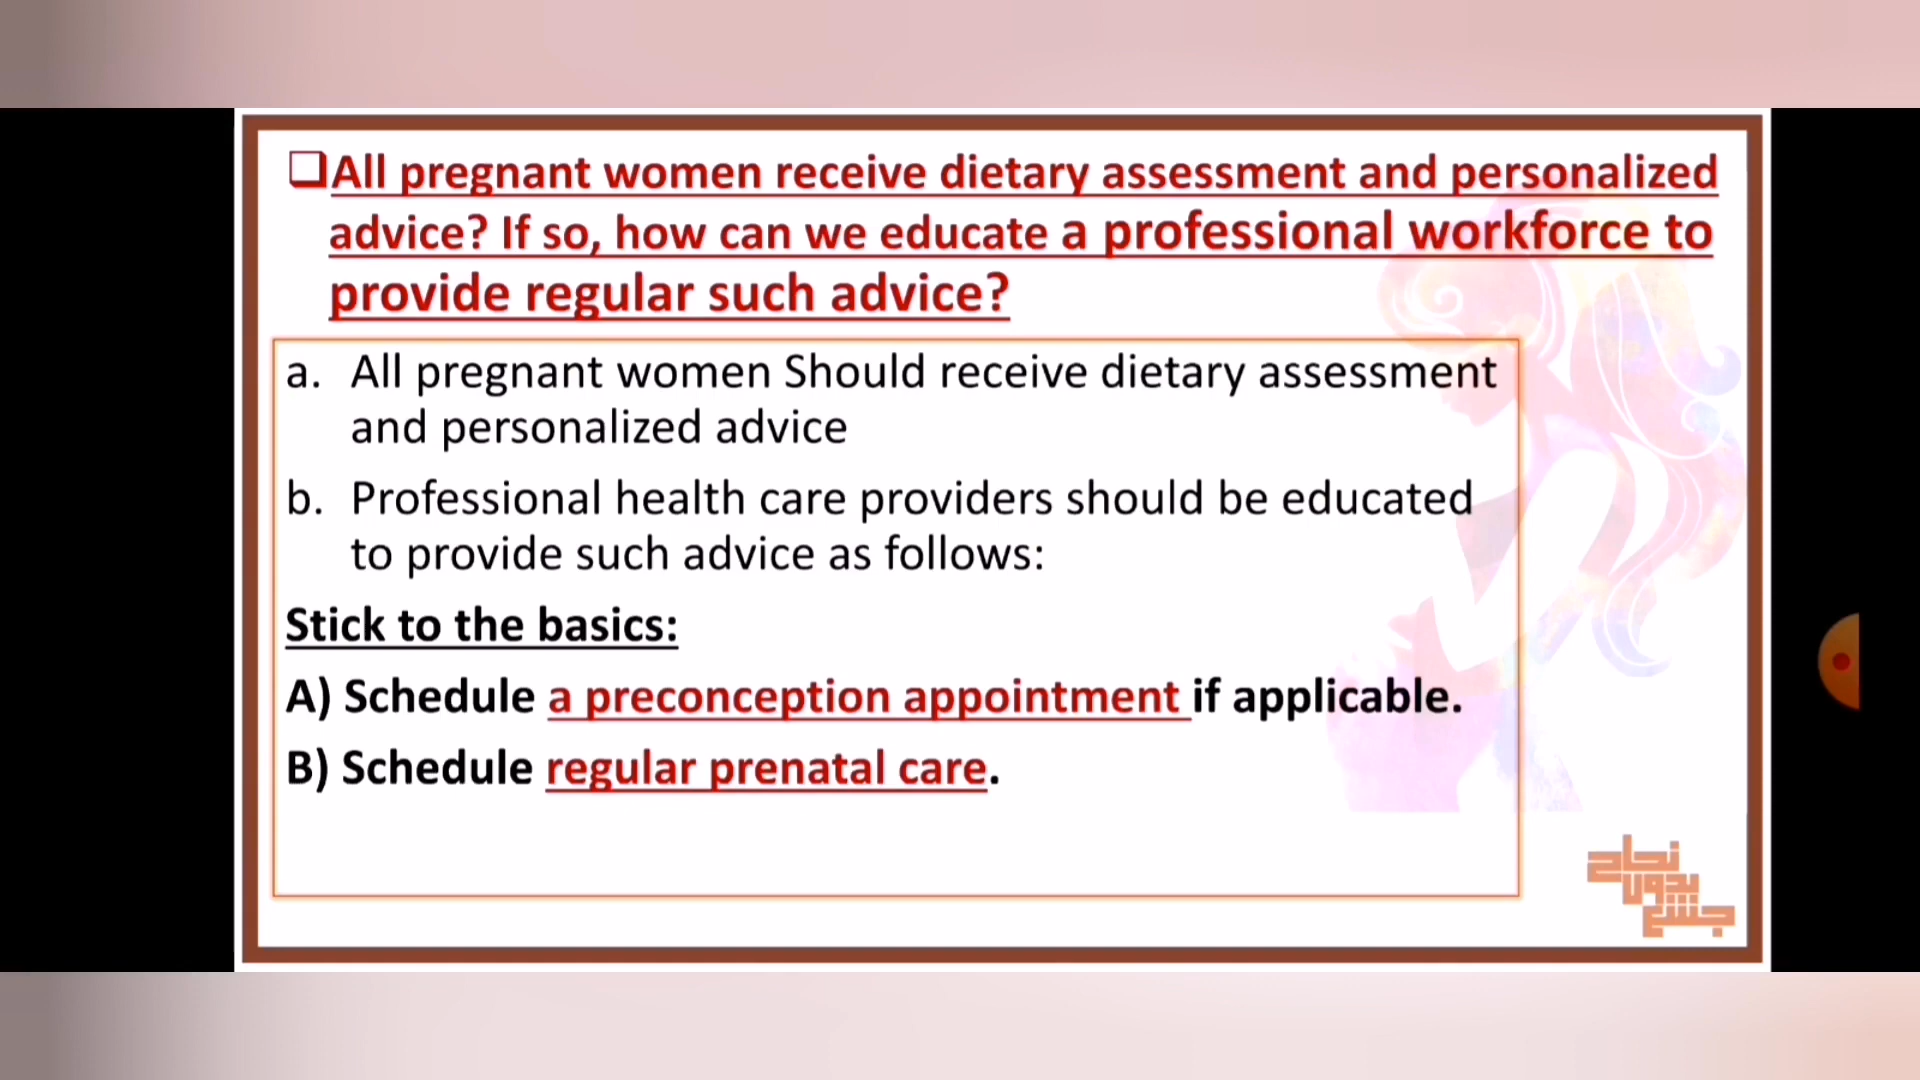 All pregnant women receive dietary assessment and personalized
advice? If so, how can we educate a professional workforce to
provide regular such advice?
a. All pregnant women Should receive dietary assessment
and personalized advice
b. Professional health care providers should be educated
to provide such advice as follows:
Stick to the basics:
A) Schedule a preconception appointment if applicable.
B) Schedule regular prenatal care.
نجاح
بدون
جشع